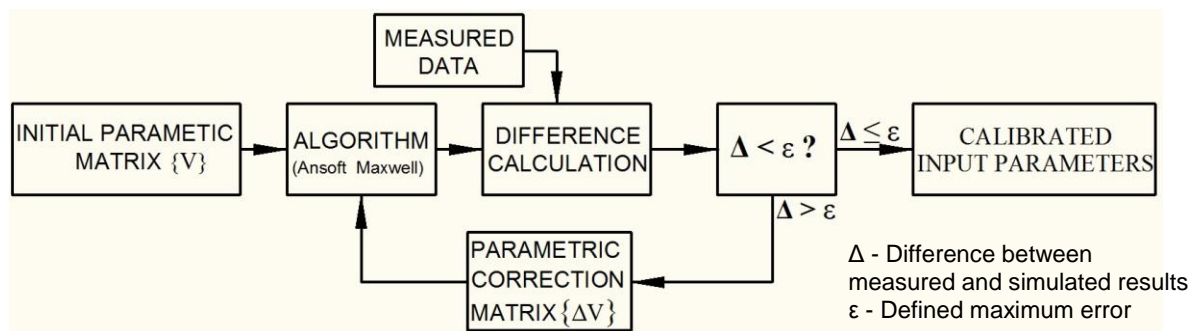 MEASURED
DATA
INITIAL PARAMETIC
MATRIX {V}
ALGORITHM
(Ansoft Maxwell)
DIFFERENCE
CALCULATION
Δ < ε ?
Δ ≤ ε
CALIBRATED
INPUT PARAMETERS
Δ > ε
PARAMETRIC
CORRECTION
MATRIX {ΔV}
Δ - Difference between
measured and simulated results
ε - Defined maximum error